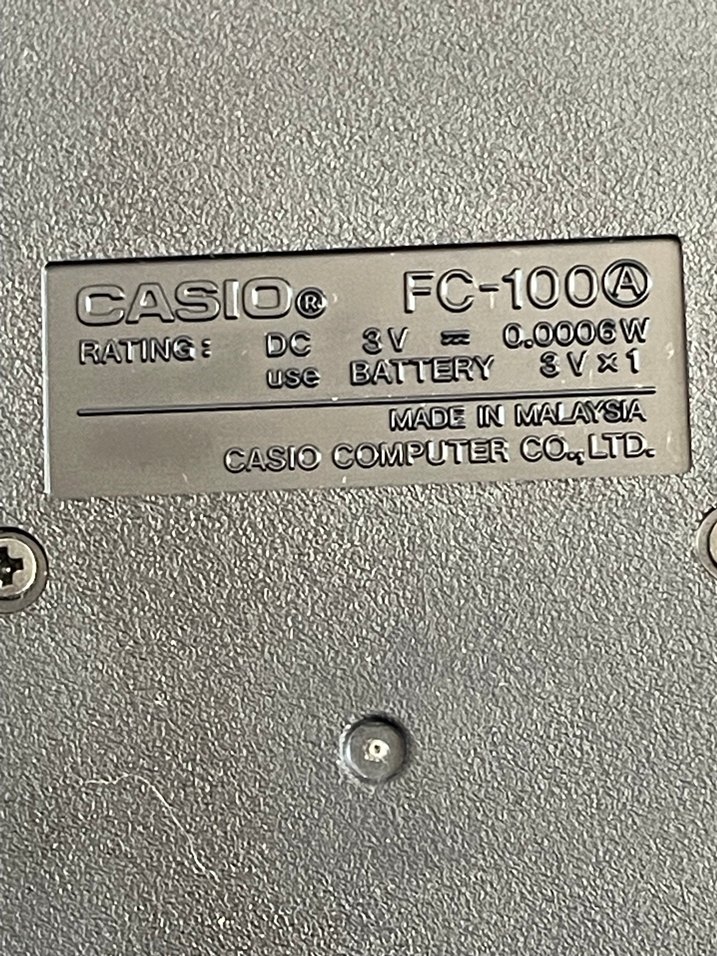 CASIO® FC-100Ⓐ
RATING: DC 3V ⎓ 0.0006W
use BATTERY 3V×1
MADE IN MALAYSIA
CASIO COMPUTER CO.,LTD.